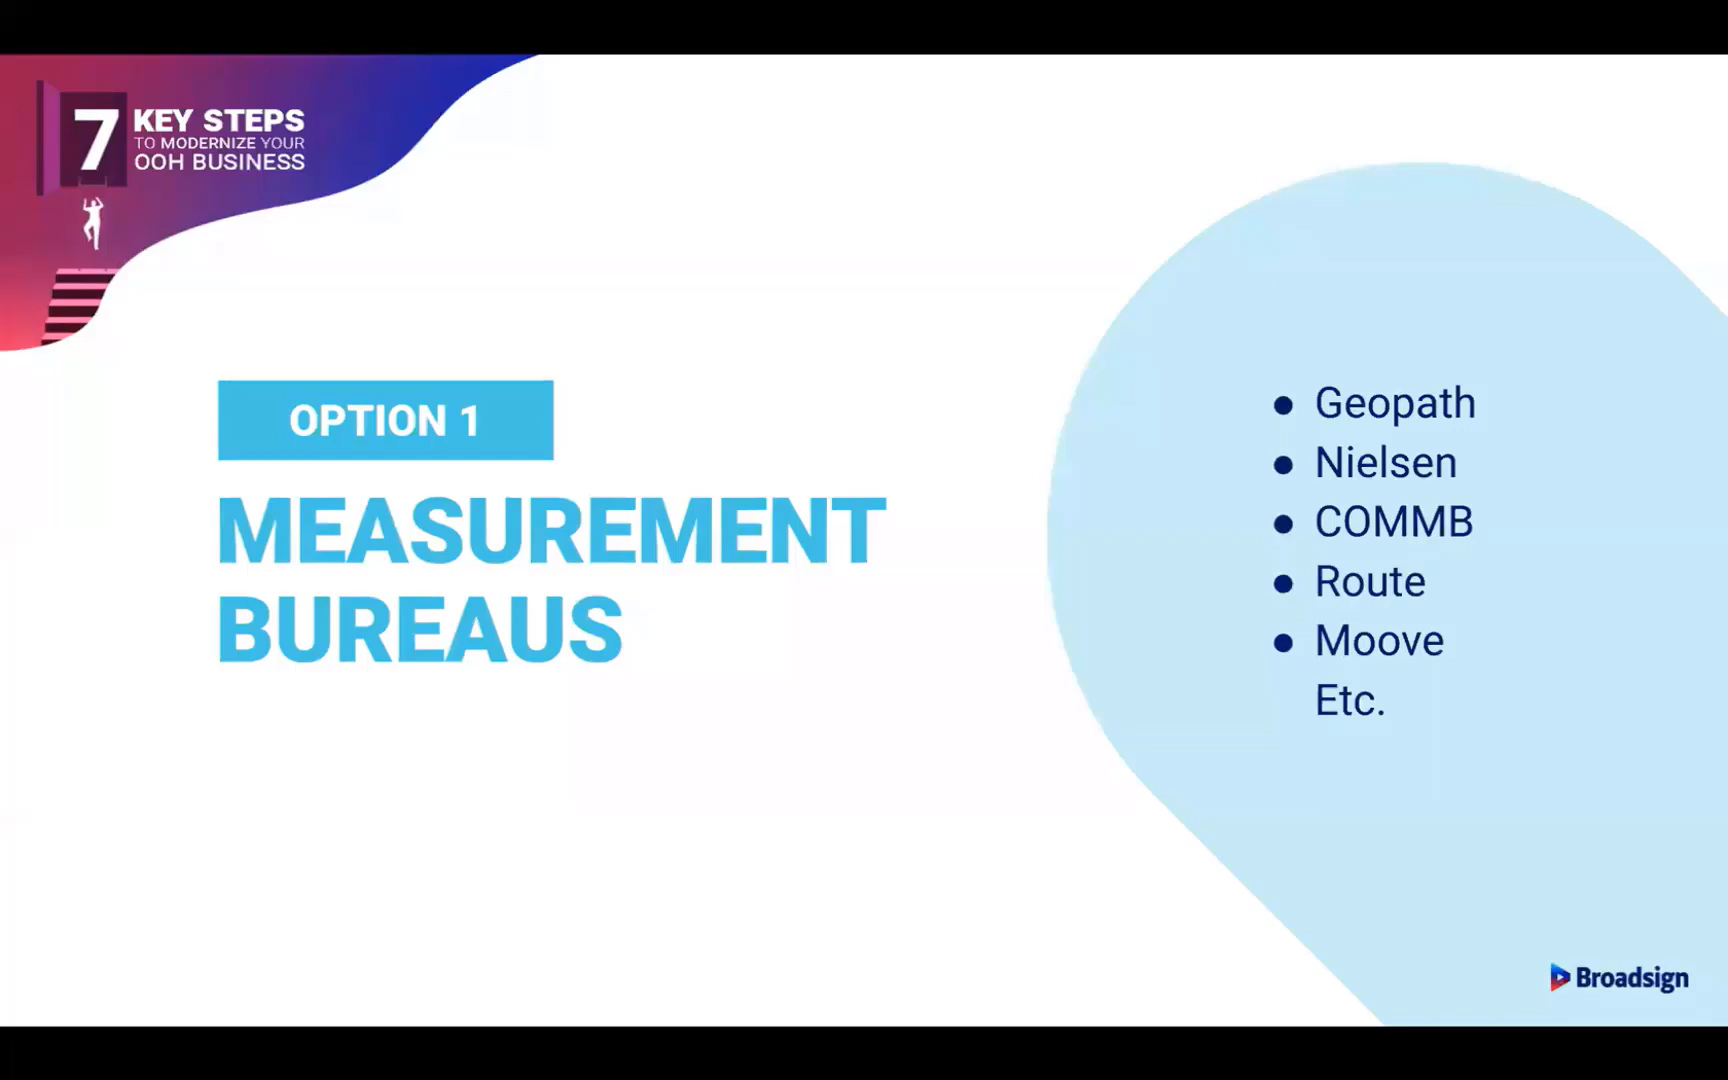 7 KEY STEPS
TO MODERNIZE YOUR
OOH BUSINESS
OPTION 1
MEASUREMENT
BUREAUS
● Geopath
● Nielsen
● COMMB
● Route
● Moove
Etc.
Broadsign